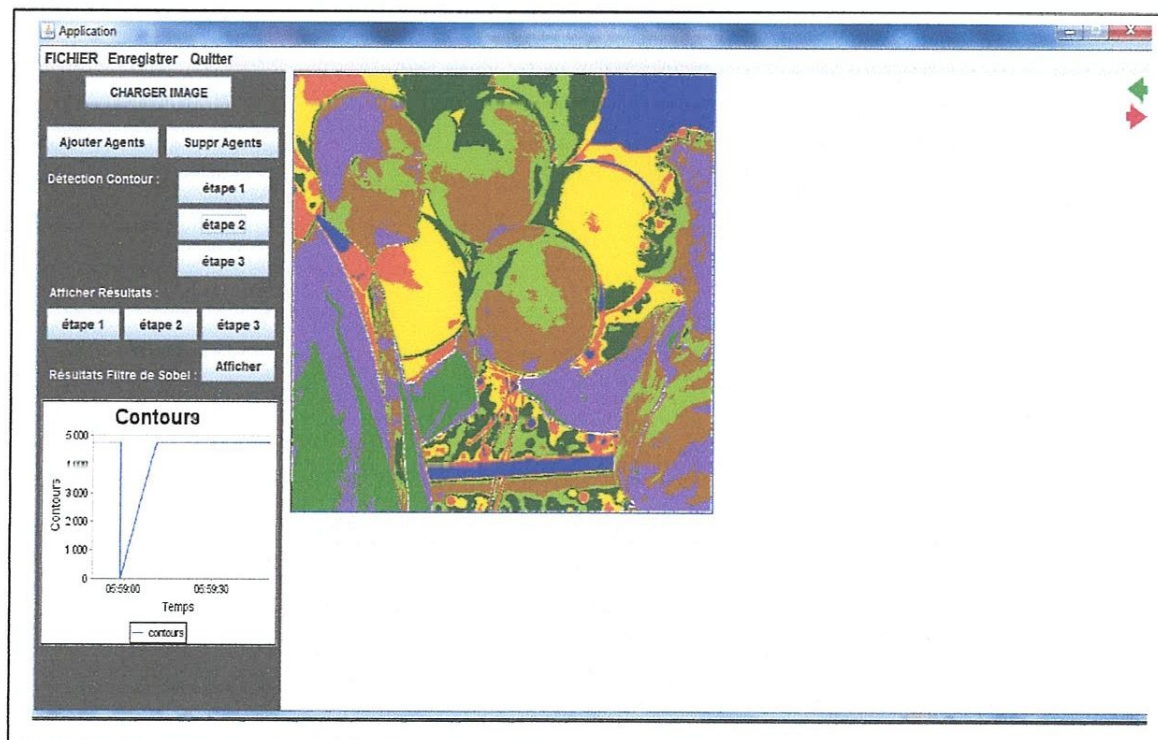 Application
FICHIER Enregistrer Quitter
CHARGER IMAGE
Ajouter Agents Suppr Agents
Détection Contour :
étape 1
étape 2
étape 3
Afficher Résultats :
étape 1 étape 2 étape 3
Résultats Filtre de Sobel : Afficher
Contours
5 000
4 000
3 000
2 000
1 000
0
Contours
05:59:00 05:59:30
Temps
contours